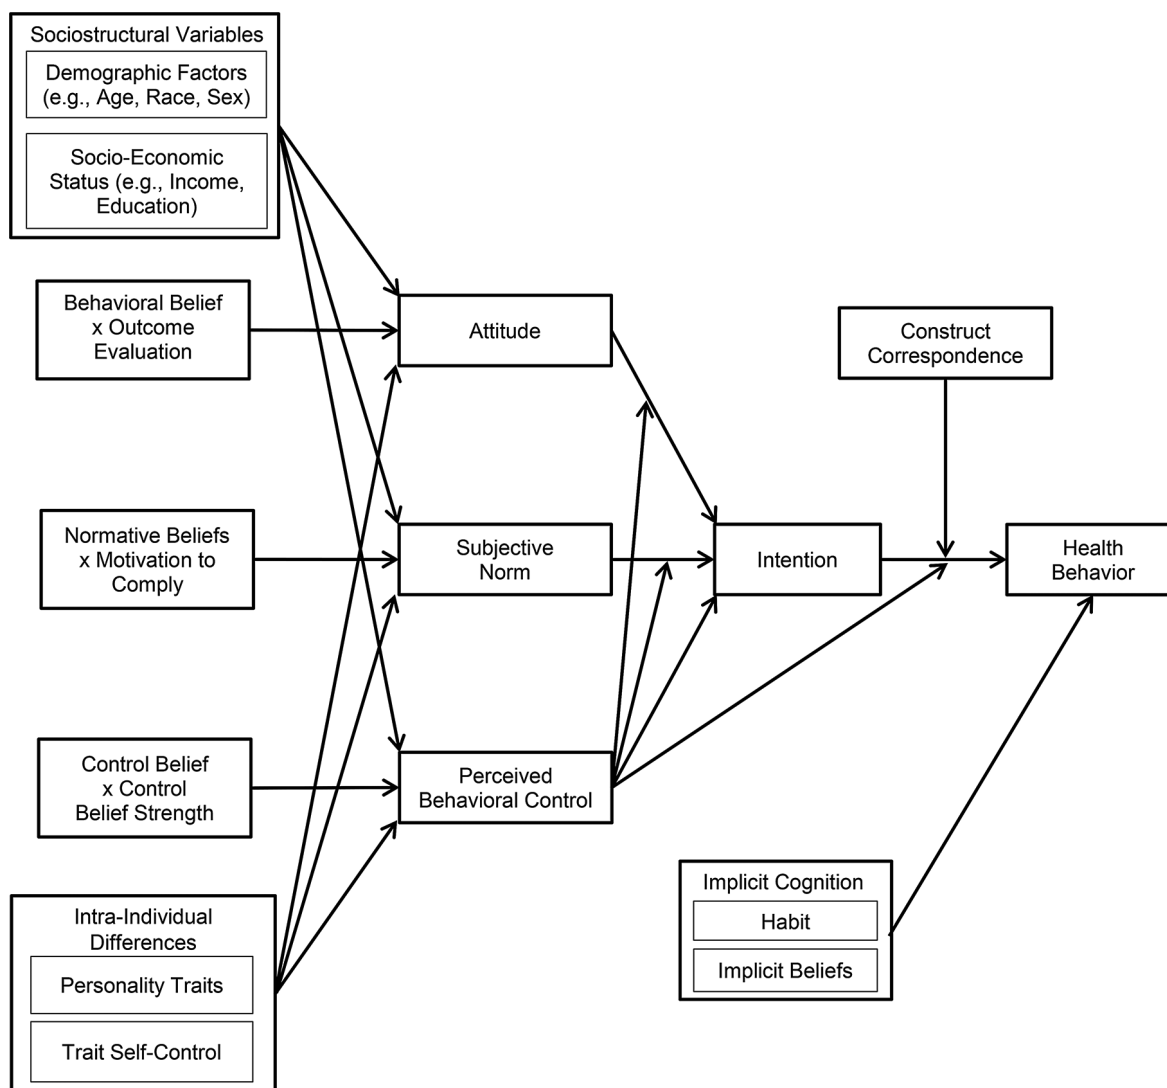 Sociostructural Variables
Demographic Factors
(e.g., Age, Race, Sex)
Socio-Economic
Status (e.g., Income,
Education)
Behavioral Belief
x Outcome
Evaluation
Attitude
Construct
Correspondence
Normative Beliefs
x Motivation to
Comply
Subjective
Norm
Intention
Health
Behavior
Control Belief
x Control
Belief Strength
Perceived
Behavioral Control
Intra-Individual
Differences
Personality Traits
Trait Self-Control
Implicit Cognition
Habit
Implicit Beliefs